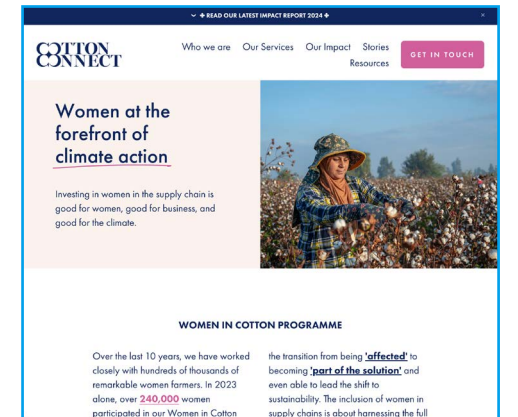 ✤ READ OUR LATEST IMPACT REPORT 2024 ✤
COTTON
CONNECT
Who we are Our Services Our Impact Stories
Resources
GET IN TOUCH
Women at the
forefront of
climate action
Investing in women in the supply chain is
good for women, good for business, and
good for the climate.
WOMEN IN COTTON PROGRAMME
Over the last 10 years, we have worked
closely with hundreds of thousands of
remarkable women farmers. In 2023
alone, over 240,000 women
participated in our Women in Cotton
the transition from being 'affected' to
becoming 'part of the solution' and
even able to lead the shift to
sustainability. The inclusion of women in
supply chains is about harnessing the full